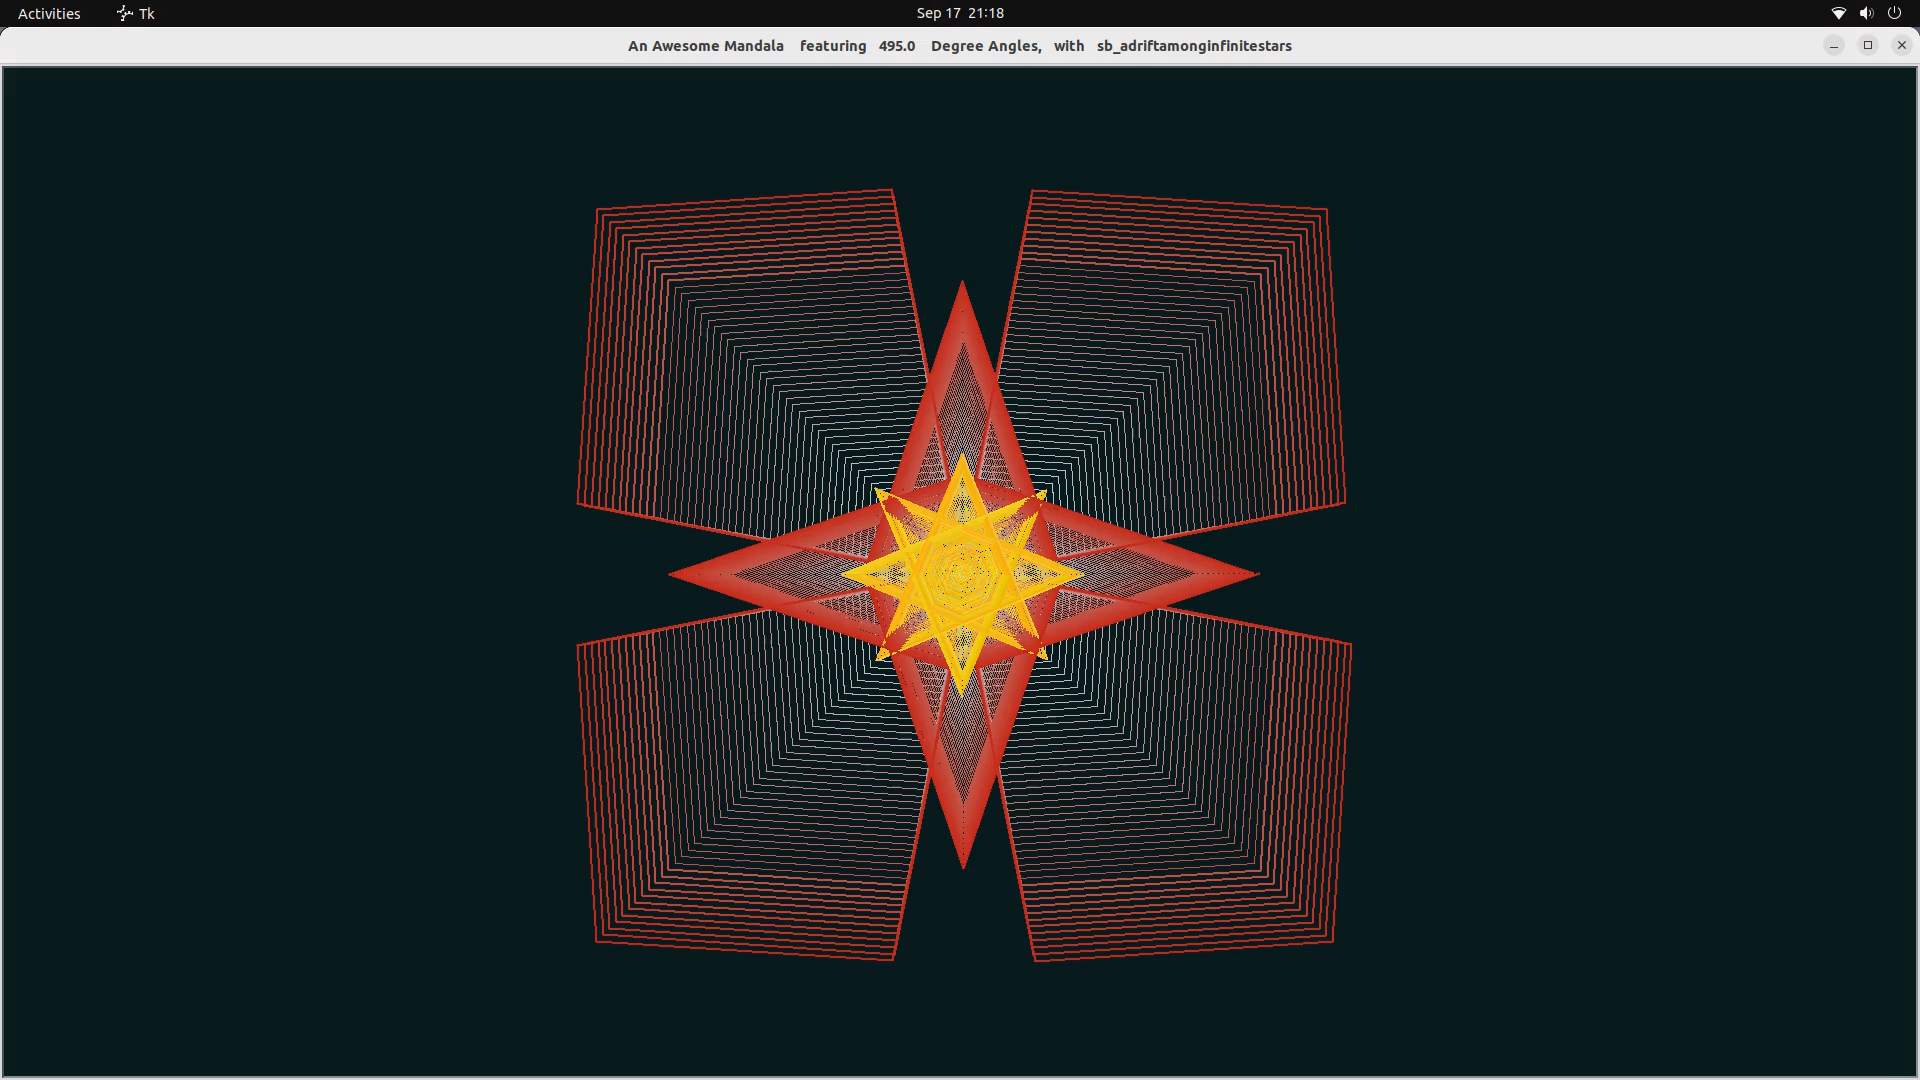 Activities Tk Sep 17 21:18
An Awesome Mandala featuring 495.0 Degree Angles, with sb_adriftamonginfinitestars